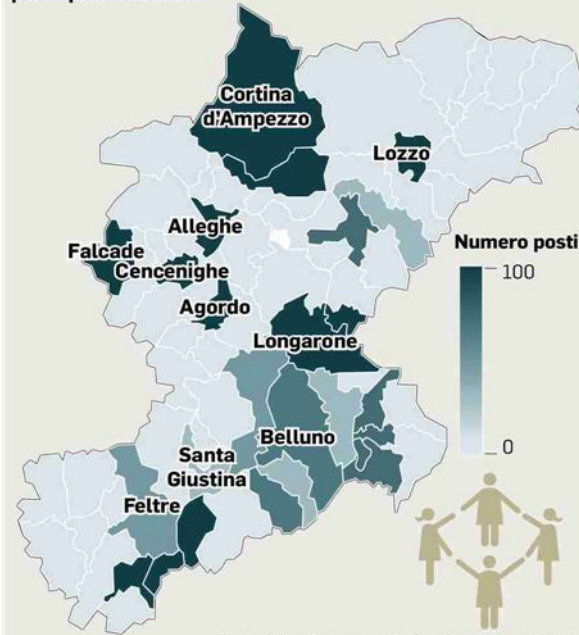 Cortina
d'Ampezzo
Lozzo
Alleghe
Falcade
Cencenighe
Agordo
Longarone
Belluno
Santa
Giustina
Feltre
Numero posti
100
0